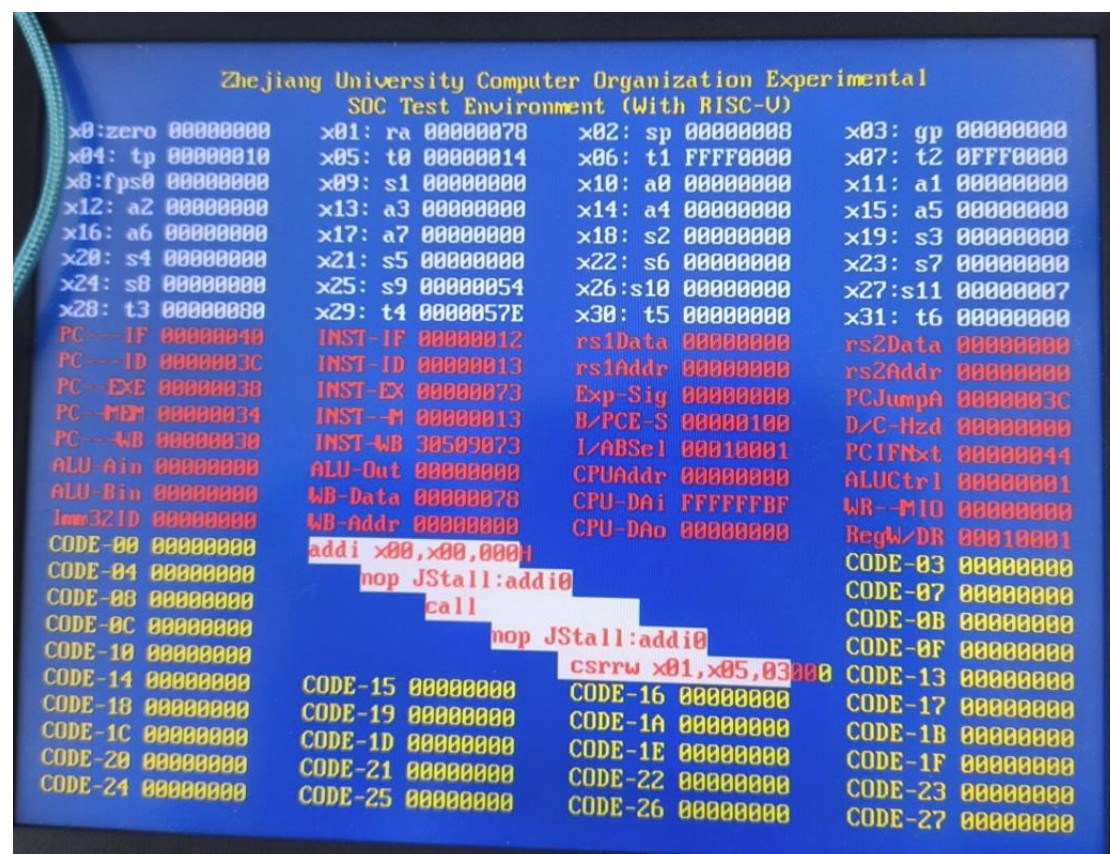 Zhejiang University Computer Organization Experimental
SOC Test Environment (With RISC-V)
x0:zero 00000000 x01: ra 00000078 x02: sp 00000008 x03: gp 00000000
x04: tp 00000010 x05: t0 00000014 x06: t1 FFFF0000 x07: t2 0FFF0000
x8:fps0 00000000 x09: s1 00000000 x10: a0 00000000 x11: a1 00000000
x12: a2 00000000 x13: a3 00000000 x14: a4 00000000 x15: a5 00000000
x16: a6 00000000 x17: a7 00000000 x18: s2 00000000 x19: s3 00000000
x20: s4 00000000 x21: s5 00000000 x22: s6 00000000 x23: s7 00000000
x24: s8 00000000 x25: s9 00000054 x26:s10 00000000 x27:s11 00000007
x28: t3 00000080 x29: t4 0000057E x30: t5 00000000 x31: t6 00000000
PC---IF 00000040 INST-IF 00000012 rs1Data 00000000 rs2Data 00000000
PC---ID 0000003C INST-ID 00000013 rs1Addr 00000000 rs2Addr 00000000
PC--EXE 00000038 INST-EX 00000073 Exp-Sig 00000000 PCJumpA 0000003C
PC--MEM 00000034 INST--M 00000013 B/PCE-S 00000100 D/C-Hzd 00000000
PC---WB 00000030 INST-WB 30509073 I/ABSel 00010001 PCIFNxt 00000044
ALU-Ain 00000000 ALU-Out 00000000 CPUAddr 00000000 ALUCtrl 00000001
ALU-Bin 00000000 WB-Data 00000078 CPU-DAi FFFFFFBF WR--MIO 00000000
Imm32ID 00000000 WB-Addr 00000000 CPU-DAo 00000000 RegW/DR 00010001
CODE-00 00000000 addi x00,x00,000H CODE-03 00000000
CODE-04 00000000 nop JStall:addi0 CODE-07 00000000
CODE-08 00000000 call CODE-0B 00000000
CODE-0C 00000000 nop JStall:addi0 CODE-0F 00000000
CODE-10 00000000 csrrw x01,x05,03000 CODE-13 00000000
CODE-14 00000000 CODE-15 00000000 CODE-16 00000000 CODE-17 00000000
CODE-18 00000000 CODE-19 00000000 CODE-1A 00000000 CODE-1B 00000000
CODE-1C 00000000 CODE-1D 00000000 CODE-1E 00000000 CODE-1F 00000000
CODE-20 00000000 CODE-21 00000000 CODE-22 00000000 CODE-23 00000000
CODE-24 00000000 CODE-25 00000000 CODE-26 00000000 CODE-27 00000000